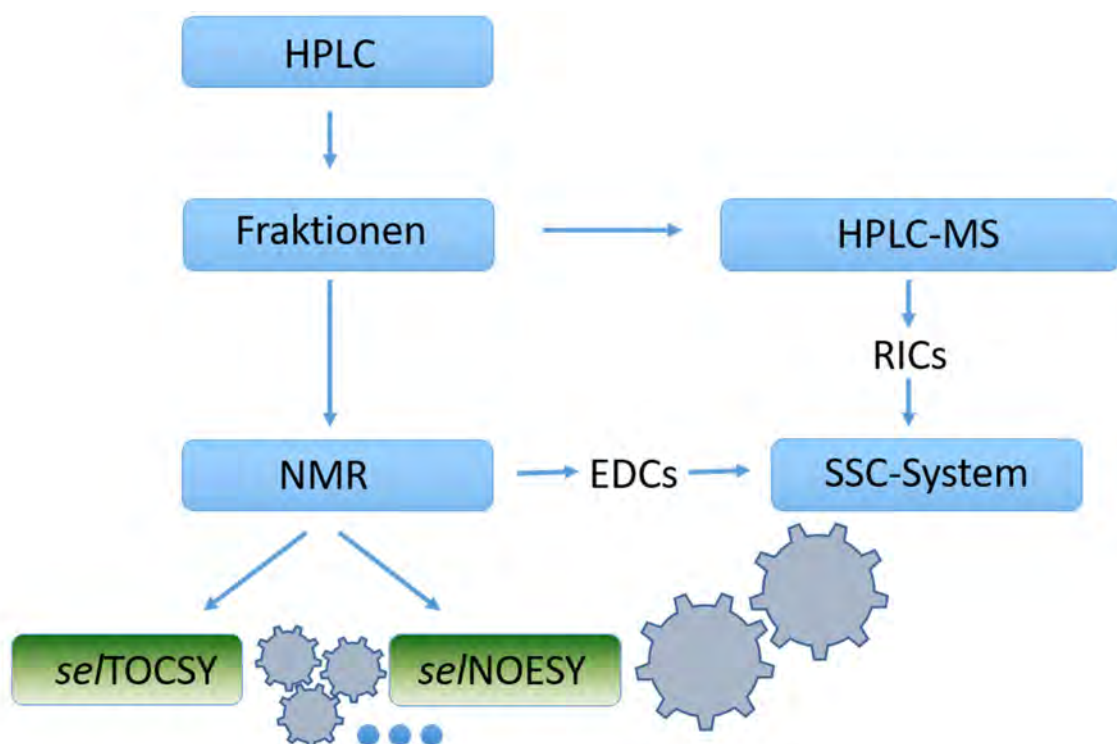 HPLC
Fraktionen
HPLC-MS
RICs
NMR
EDCs
SSC-System
selTOCSY
selNOESY